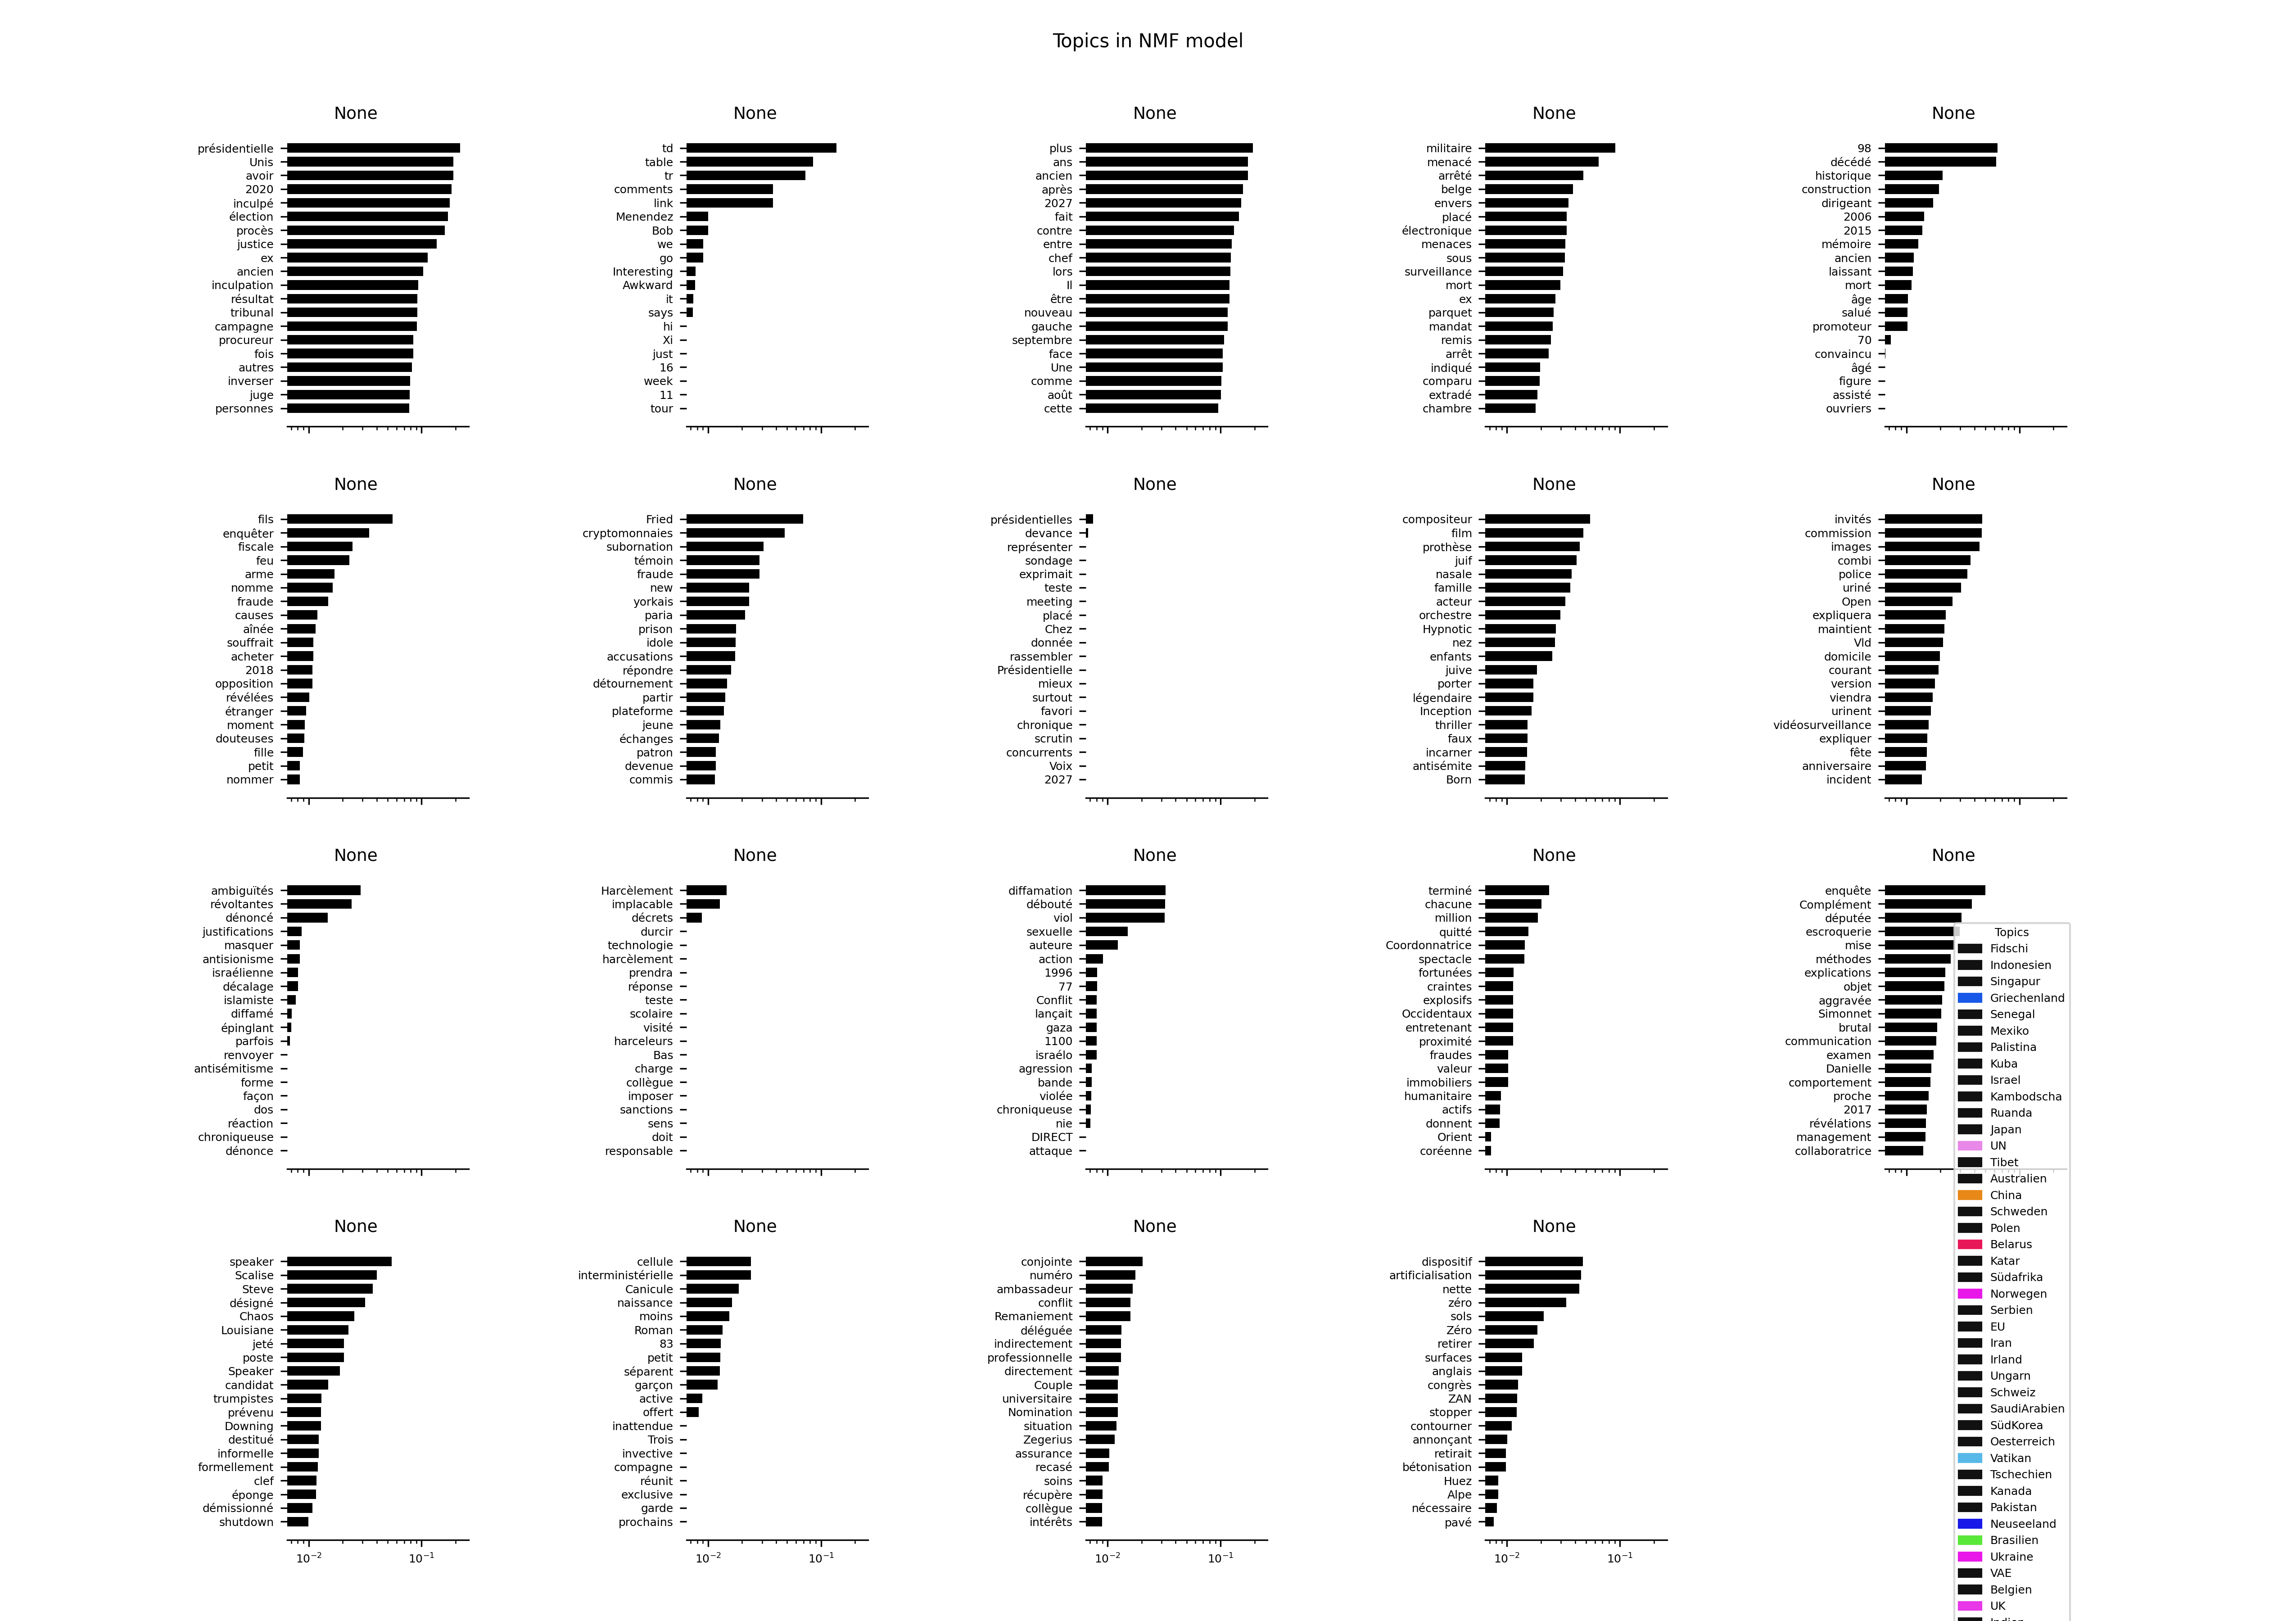 Topics in NMF model
None
présidentielle
Unis
avoir
2020
inculpé
élection
procès
justice
ex
ancien
inculpation
résultat
tribunal
campagne
procureur
fois
autres
inverser
juge
personnes
None
td
table
tr
comments
link
Menendez
Bob
we
go
Interesting
Awkward
it
says
hi
Xi
just
16
week
11
tour
None
plus
ans
ancien
après
2027
fait
contre
entre
chef
lors
Il
être
nouveau
gauche
septembre
face
Une
comme
août
cette
None
militaire
menacé
arrêté
belge
envers
placé
électronique
menaces
sous
surveillance
mort
ex
parquet
mandat
remis
arrêt
indiqué
comparu
extradé
chambre
None
98
décédé
historique
construction
dirigeant
2006
2015
mémoire
ancien
laissant
mort
âge
salué
promoteur
70
convaincu
âgé
figure
assisté
ouvriers
None
fils
enquêter
fiscale
feu
arme
nomme
fraude
causes
aînée
souffrait
acheter
2018
opposition
révélées
étranger
moment
douteuses
fille
petit
nommer
None
Fried
cryptomonnaies
subornation
témoin
fraude
new
yorkais
paria
prison
idole
accusations
répondre
détournement
partir
plateforme
jeune
échanges
patron
devenue
commis
None
présidentielles
devance
représenter
sondage
exprimait
teste
meeting
placé
Chez
donnée
rassembler
Présidentielle
mieux
surtout
favori
chronique
scrutin
concurrents
Voix
2027
None
compositeur
film
prothèse
juif
nasale
famille
acteur
orchestre
Hypnotic
nez
enfants
juive
porter
légendaire
Inception
thriller
faux
incarner
antisémite
Born
None
invités
commission
images
combi
police
uriné
Open
expliquera
maintient
Vld
domicile
courant
version
viendra
urinent
vidéosurveillance
expliquer
fête
anniversaire
incident
None
ambiguïtés
révoltantes
dénoncé
justifications
masquer
antisionisme
israélienne
décalage
islamiste
diffamé
épinglant
parfois
renvoyer
antisémitisme
forme
façon
dos
réaction
chroniqueuse
dénonce
None
Harcèlement
implacable
décrets
durcir
technologie
harcèlement
prendra
réponse
teste
scolaire
visité
harceleurs
Bas
charge
collègue
imposer
sanctions
sens
doit
responsable
None
diffamation
débouté
viol
sexuelle
auteure
action
1996
77
Conflit
lançait
gaza
1100
israélo
agression
bande
violée
chroniqueuse
nie
DIRECT
attaque
None
terminé
chacune
million
quitté
Coordonnatrice
spectacle
fortunées
craintes
explosifs
Occidentaux
entretenant
proximité
fraudes
valeur
immobiliers
humanitaire
actifs
donnent
Orient
coréenne
None
enquête
Complément
députée
escroquerie
mise
méthodes
explications
objet
aggravée
Simonnet
brutal
communication
examen
Danielle
comportement
proche
2017
révélations
management
collaboratrice
None
speaker
Scalise
Steve
désigné
Chaos
Louisiane
jeté
poste
Speaker
candidat
trumpistes
prévenu
Downing
destitué
informelle
formellement
clef
éponge
démissionné
shutdown
10⁻² 10⁻¹
None
cellule
interministérielle
Canicule
naissance
moins
Roman
83
petit
séparent
garçon
active
offert
inattendue
Trois
invective
compagne
réunit
exclusive
garde
prochains
10⁻² 10⁻¹
None
conjointe
numéro
ambassadeur
conflit
Remaniement
déléguée
indirectement
professionnelle
directement
Couple
universitaire
Nomination
situation
Zegerius
assurance
recasé
soins
récupère
collègue
intérêts
10⁻² 10⁻¹
None
dispositif
artificialisation
nette
zéro
sols
Zéro
retirer
surfaces
anglais
congrès
ZAN
stopper
contourner
annonçant
retirait
bétonisation
Huez
Alpe
nécessaire
pavé
10⁻² 10⁻¹
Topics
Fidschi
Indonesien
Singapur
Griechenland
Senegal
Mexiko
Palistina
Kuba
Israel
Kambodscha
Ruanda
Japan
UN
Tibet
Australien
China
Schweden
Polen
Belarus
Katar
Südafrika
Norwegen
Serbien
EU
Iran
Irland
Ungarn
Schweiz
SaudiArabien
SüdKorea
Oesterreich
Vatikan
Tschechien
Kanada
Pakistan
Neuseeland
Brasilien
Ukraine
VAE
Belgien
UK